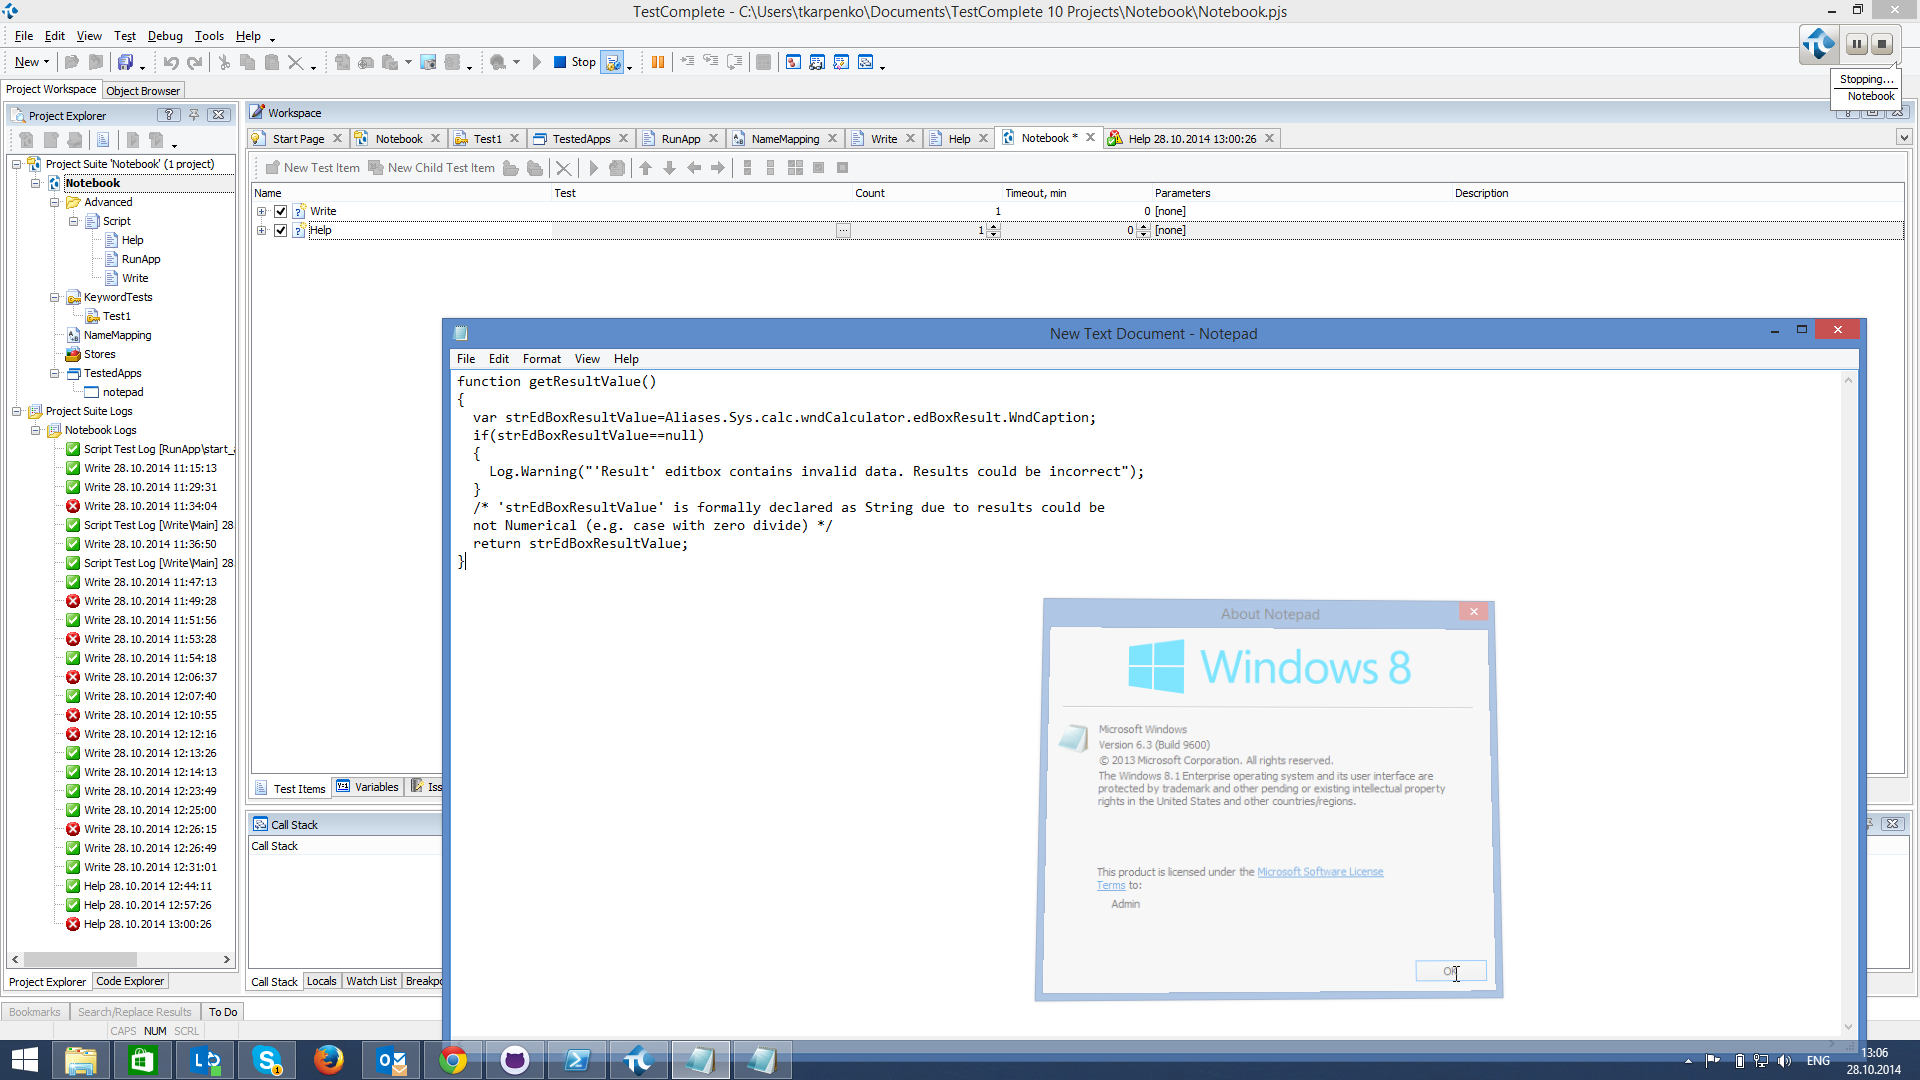 TestComplete - C:\Users\tkarpenko\Documents\TestComplete 10 Projects\Notebook\Notebook.pjs
File Edit View Test Debug Tools Help
New Stop
Stopping...
Notebook
Project Workspace Object Browser
Project Explorer
Workspace
Start Page Notebook Test1 TestedApps RunApp NameMapping Write Help Notebook * Help 28.10.2014 13:00:26
New Test Item New Child Test Item
Name Test Count Timeout, min Parameters Description
Write 1 0 [none]
Help ... 1 0 [none]
Project Suite 'Notebook' (1 project)
Notebook
Advanced
Script
Help
RunApp
Write
KeywordTests
Test1
NameMapping
Stores
TestedApps
notepad
Project Suite Logs
Notebook Logs
Script Test Log [RunApp\start_
Write 28.10.2014 11:15:13
Write 28.10.2014 11:29:31
Write 28.10.2014 11:34:04
Script Test Log [Write\Main] 28
Write 28.10.2014 11:36:50
Script Test Log [Write\Main] 28
Write 28.10.2014 11:47:13
Write 28.10.2014 11:49:28
Write 28.10.2014 11:51:56
Write 28.10.2014 11:53:28
Write 28.10.2014 11:54:18
Write 28.10.2014 12:06:37
Write 28.10.2014 12:07:40
Write 28.10.2014 12:10:55
Write 28.10.2014 12:12:16
Write 28.10.2014 12:13:26
Write 28.10.2014 12:14:13
Write 28.10.2014 12:23:49
Write 28.10.2014 12:25:00
Write 28.10.2014 12:26:15
Write 28.10.2014 12:26:49
Write 28.10.2014 12:31:01
Help 28.10.2014 12:44:11
Help 28.10.2014 12:57:26
Help 28.10.2014 13:00:26
Project Explorer Code Explorer
Test Items Variables Iss
Call Stack
Call Stack
Call Stack Locals Watch List Breakpo
Bookmarks Search/Replace Results To Do
CAPS NUM SCRL
New Text Document - Notepad
File Edit Format View Help
function getResultValue()
{
var strEdBoxResultValue=Aliases.Sys.calc.wndCalculator.edBoxResult.WndCaption;
if(strEdBoxResultValue==null)
{
Log.Warning("'Result' editbox contains invalid data. Results could be incorrect");
}
/* 'strEdBoxResultValue' is formally declared as String due to results could be
not Numerical (e.g. case with zero divide) */
return strEdBoxResultValue;
}
About Notepad
Windows 8
Microsoft Windows
Version 6.3 (Build 9600)
© 2013 Microsoft Corporation. All rights reserved.
The Windows 8.1 Enterprise operating system and its user interface are
protected by trademark and other pending or existing intellectual property
rights in the United States and other countries/regions.
This product is licensed under the Microsoft Software License
Terms to:
Admin
OK
ENG
13:06
28.10.2014